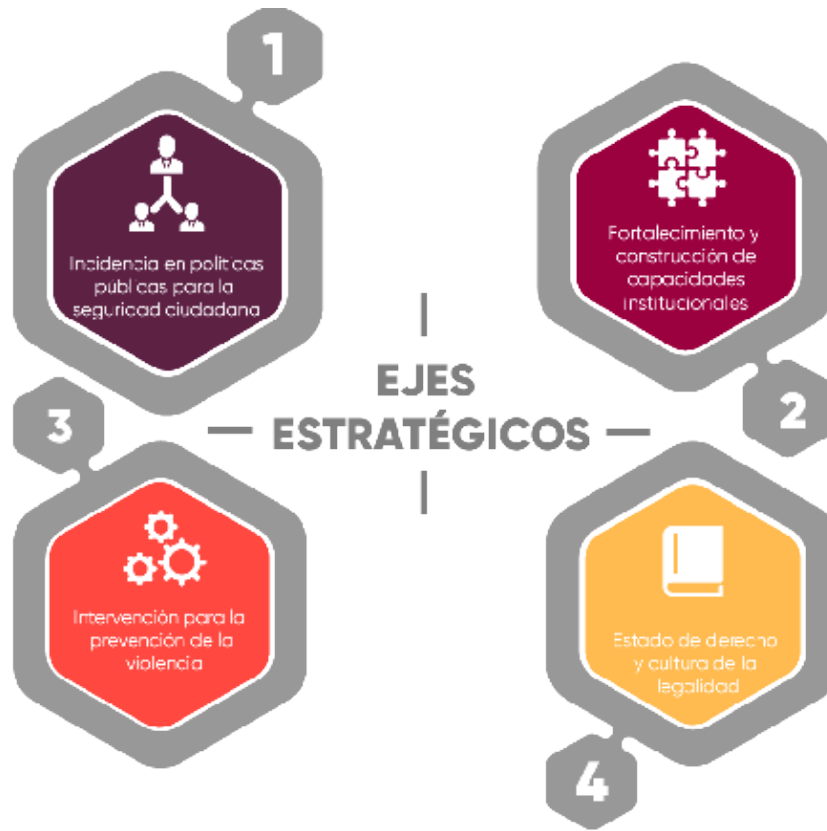 1
Incidencia en políticas
públicas para la
seguridad ciudadana
2
Fortalecimiento y
construcción de
capacidades
institucionales
EJES
ESTRATÉGICOS
3
Intervención para la
prevención de la
violencia
4
Estado de derecho
y cultura de la
legalidad